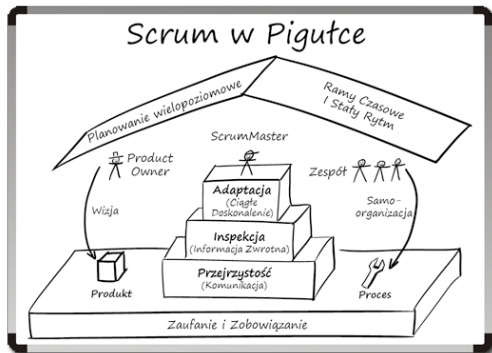 Scrum w Pigułce
Planowanie wielopoziomowe
Ramy Czasowe
I Stały Rytm
ScrumMaster
Product
Owner
Zespół
Adaptacja
(Ciągłe
Doskonalenie)
Wizja
Samo-
organizacja
Inspekcja
(Informacja Zwrotna)
Przejrzystość
(Komunikacja)
Produkt
Proces
Zaufanie i Zobowiązanie